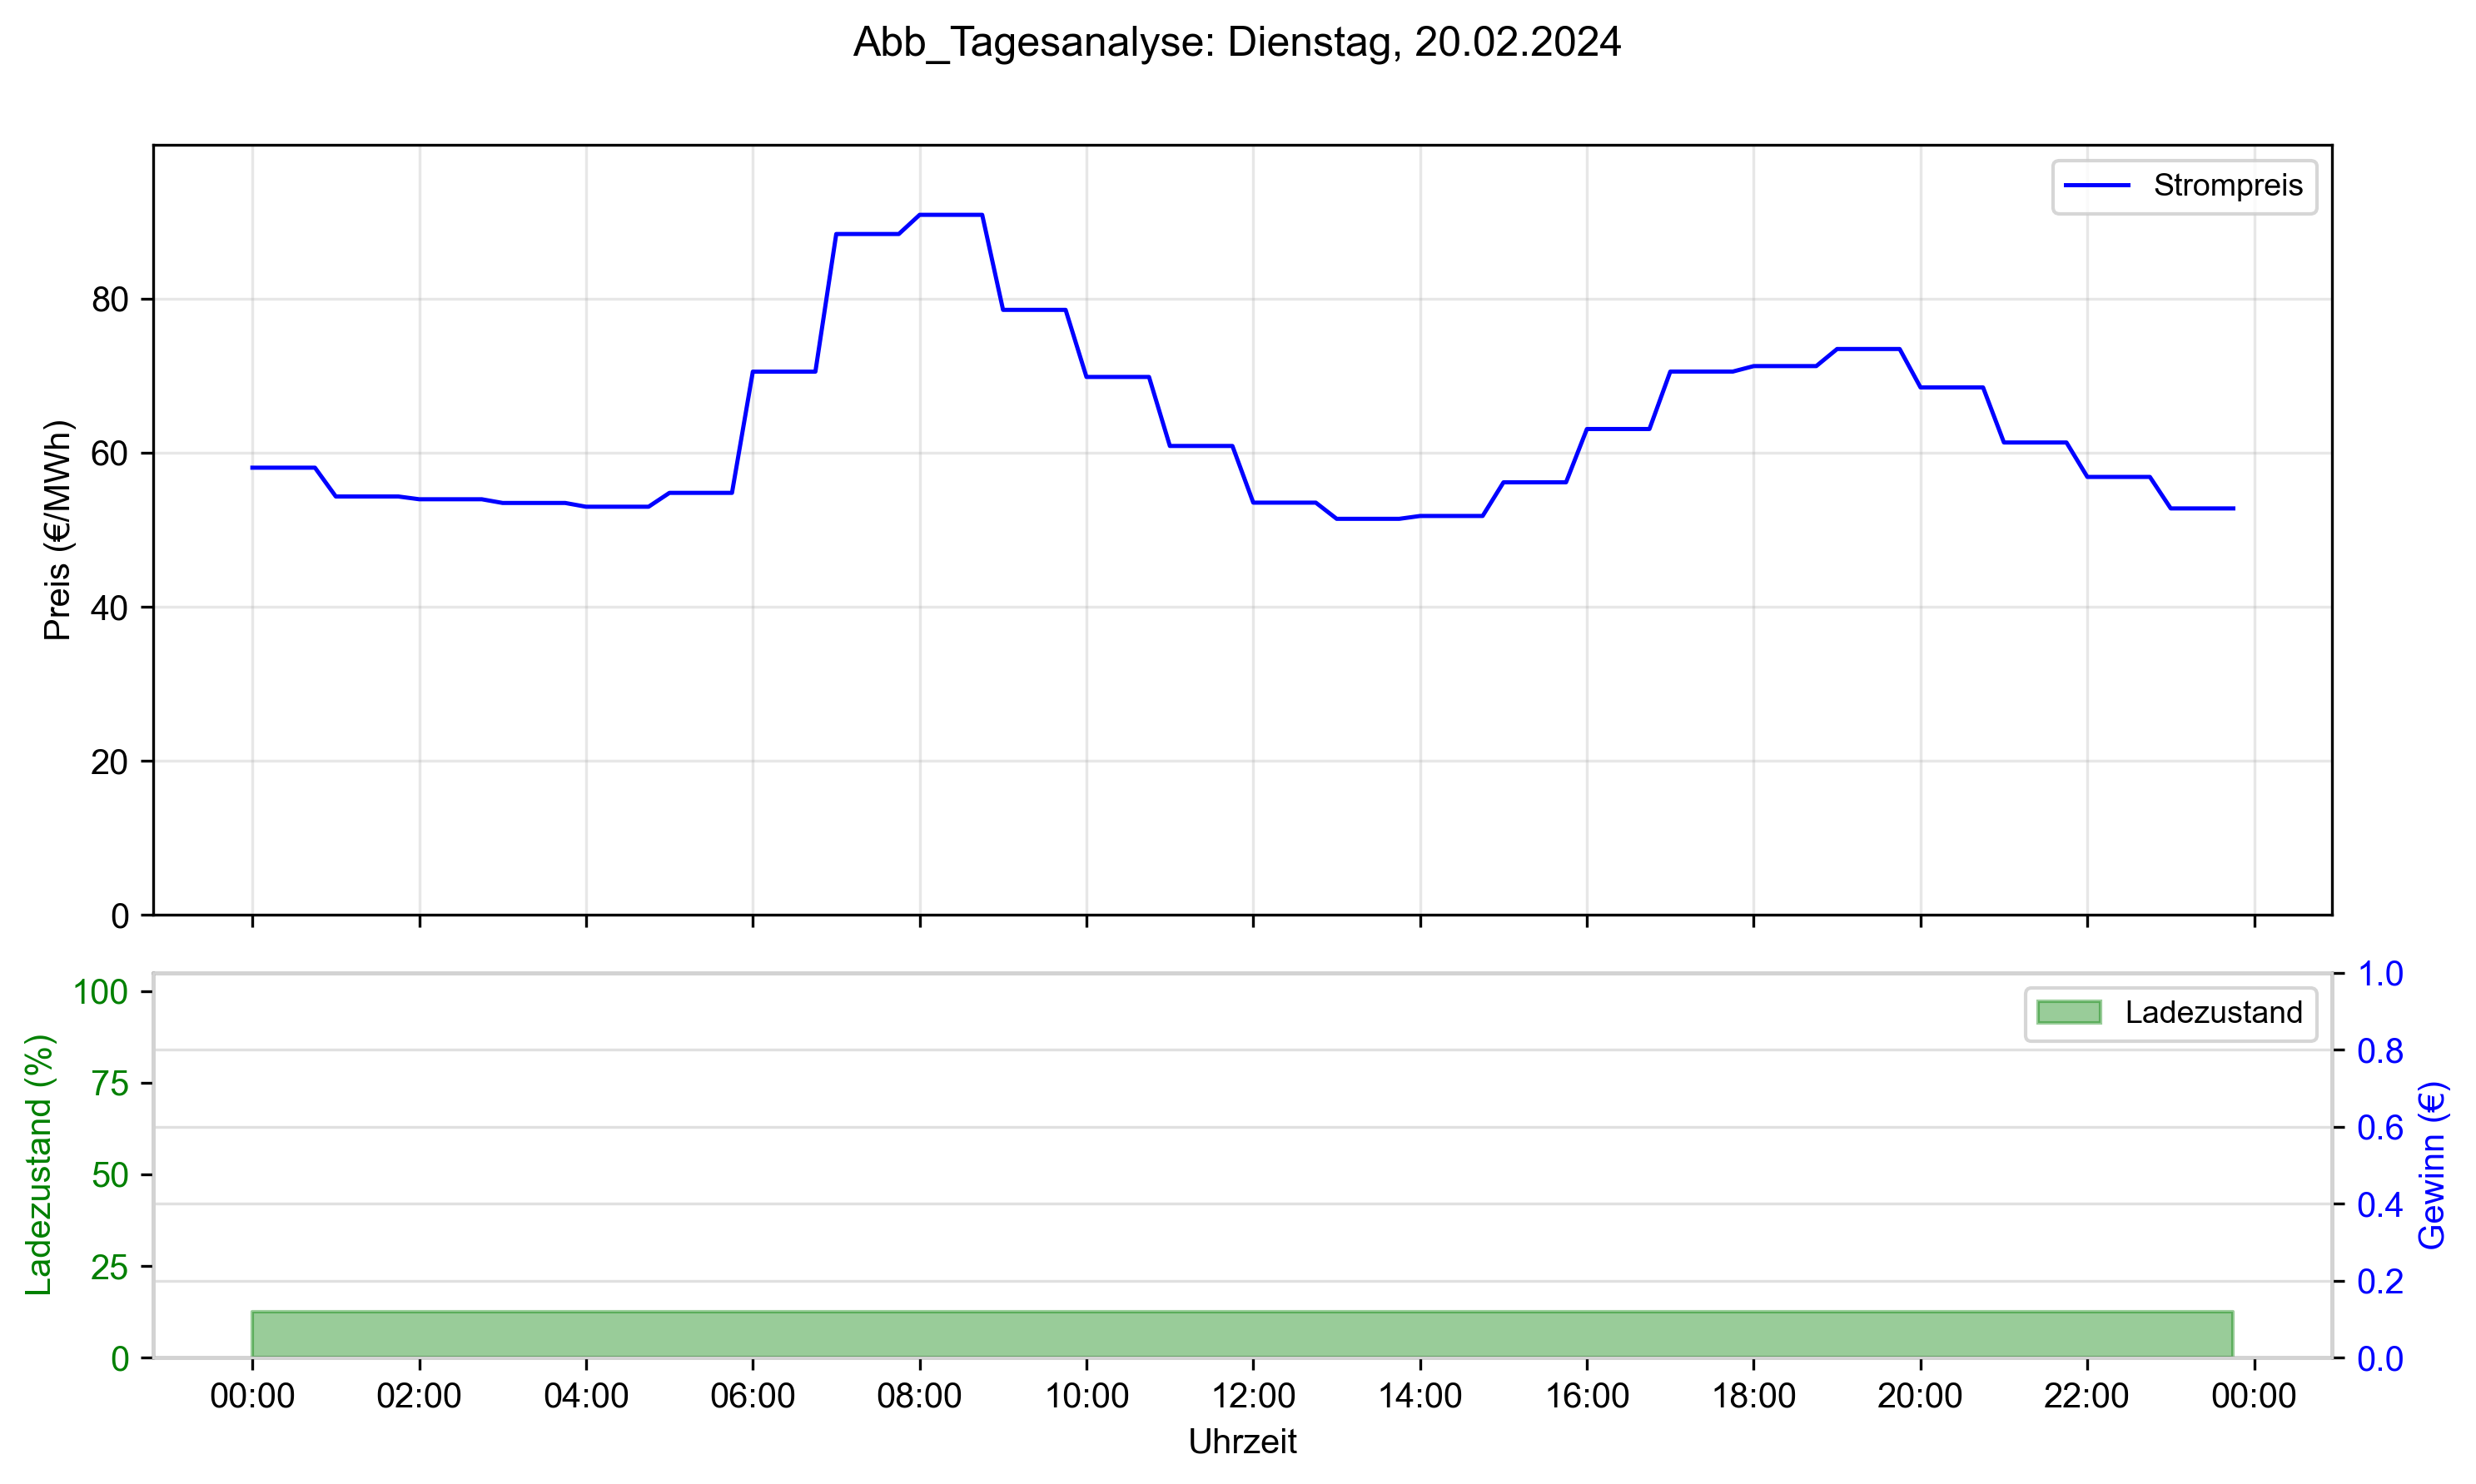 Abb_Tagesanalyse: Dienstag, 20.02.2024
Strompreis
Preis (€/MWh)
80
60
40
20
0
Ladezustand
Ladezustand (%)
100
75
50
25
0
1.0
0.8
0.6
0.4
0.2
0.0
Gewinn (€)
00:00 02:00 04:00 06:00 08:00 10:00 12:00 14:00 16:00 18:00 20:00 22:00 00:00
Uhrzeit